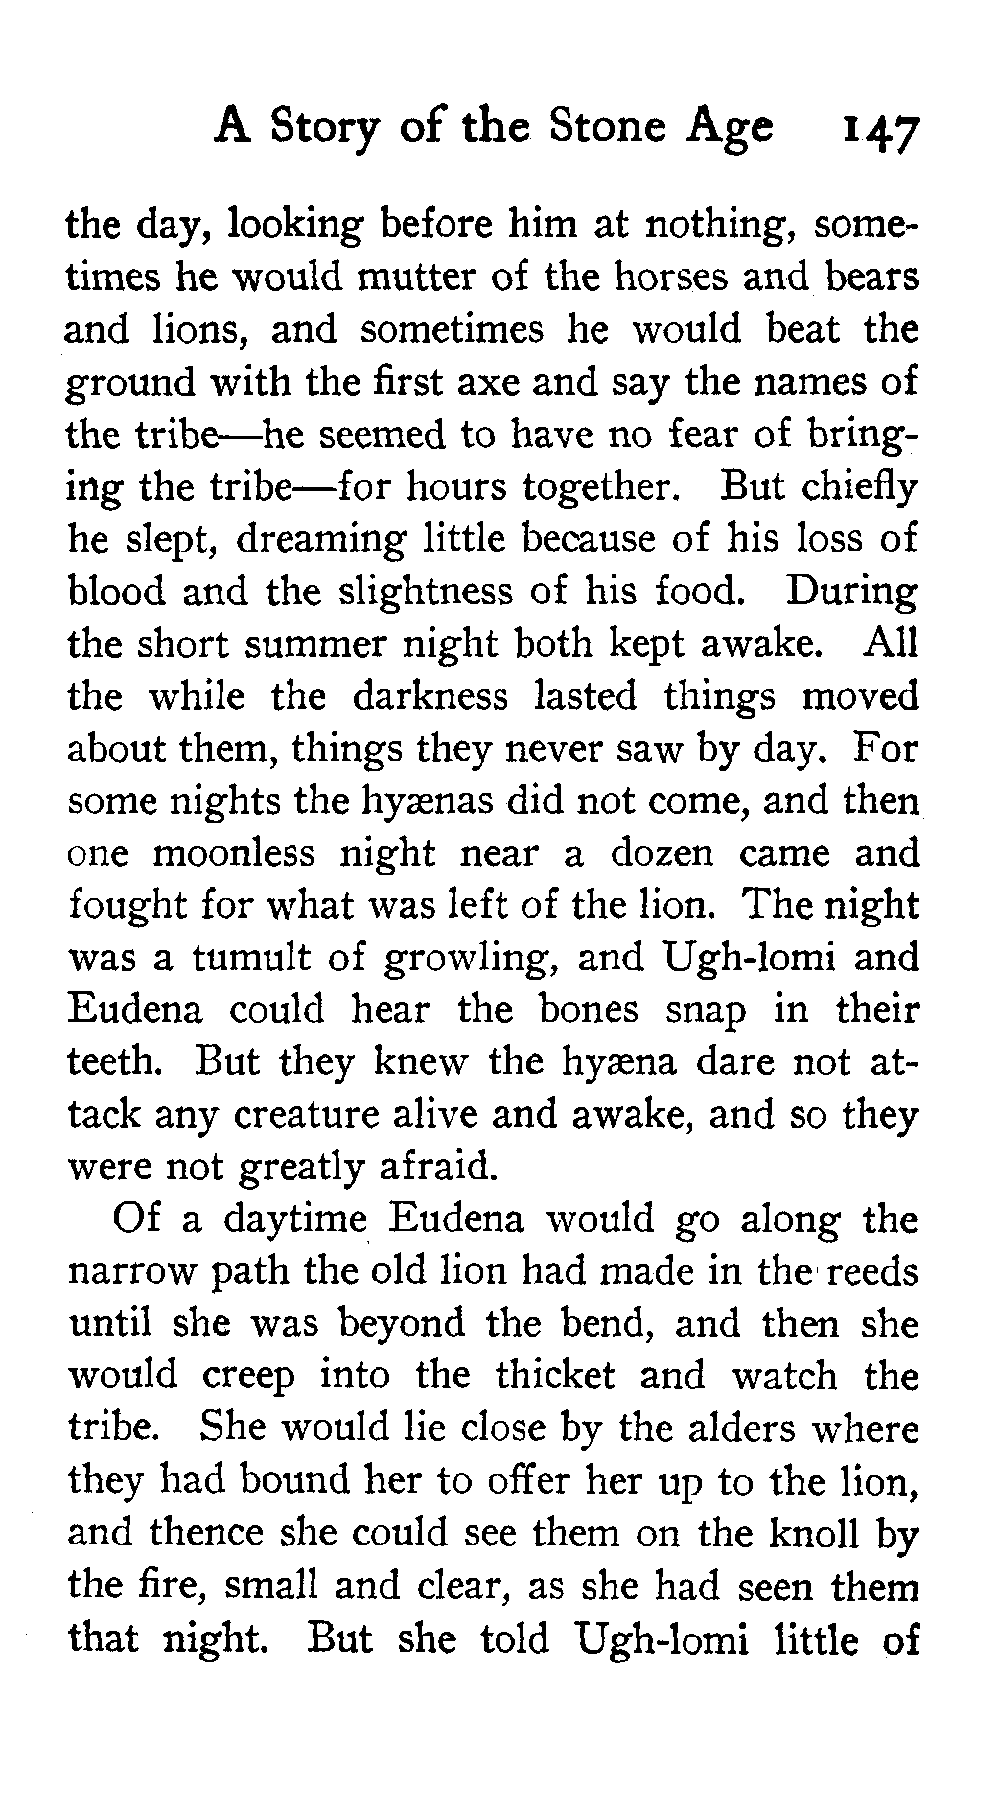 A Story of the Stone Age 147
the day, looking before him at nothing, some-
times he would mutter of the horses and bears
and lions, and sometimes he would beat the
ground with the first axe and say the names of
the tribe—he seemed to have no fear of bring-
ing the tribe—for hours together. But chiefly
he slept, dreaming little because of his loss of
blood and the slightness of his food. During
the short summer night both kept awake. All
the while the darkness lasted things moved
about them, things they never saw by day. For
some nights the hyænas did not come, and then
one moonless night near a dozen came and
fought for what was left of the lion. The night
was a tumult of growling, and Ugh-lomi and
Eudena could hear the bones snap in their
teeth. But they knew the hyæna dare not at-
tack any creature alive and awake, and so they
were not greatly afraid.
Of a daytime Eudena would go along the
narrow path the old lion had made in the reeds
until she was beyond the bend, and then she
would creep into the thicket and watch the
tribe. She would lie close by the alders where
they had bound her to offer her up to the lion,
and thence she could see them on the knoll by
the fire, small and clear, as she had seen them
that night. But she told Ugh-lomi little of